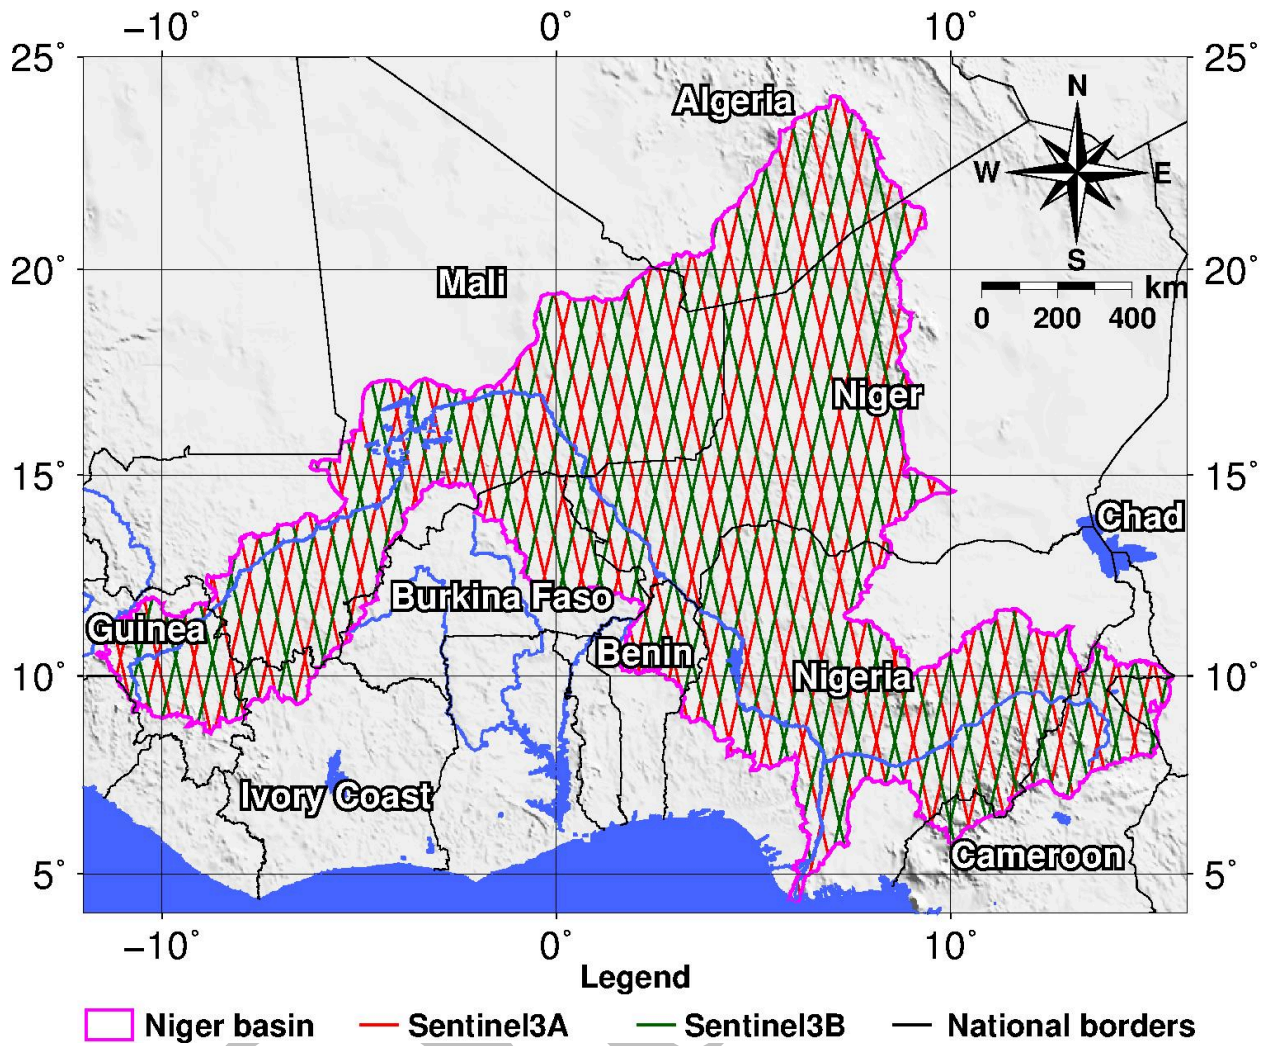 −10° 0° 10°
25° 25°
Algeria
N
W E
S
20° 20°
Mali
km
0 200 400
Niger
15° 15°
Chad
Burkina Faso
Guinea
Benin
10° Nigeria 10°
Ivory Coast
Cameroon
5° 5°
−10° 0° 10°
Legend
Niger basin Sentinel3A Sentinel3B National borders